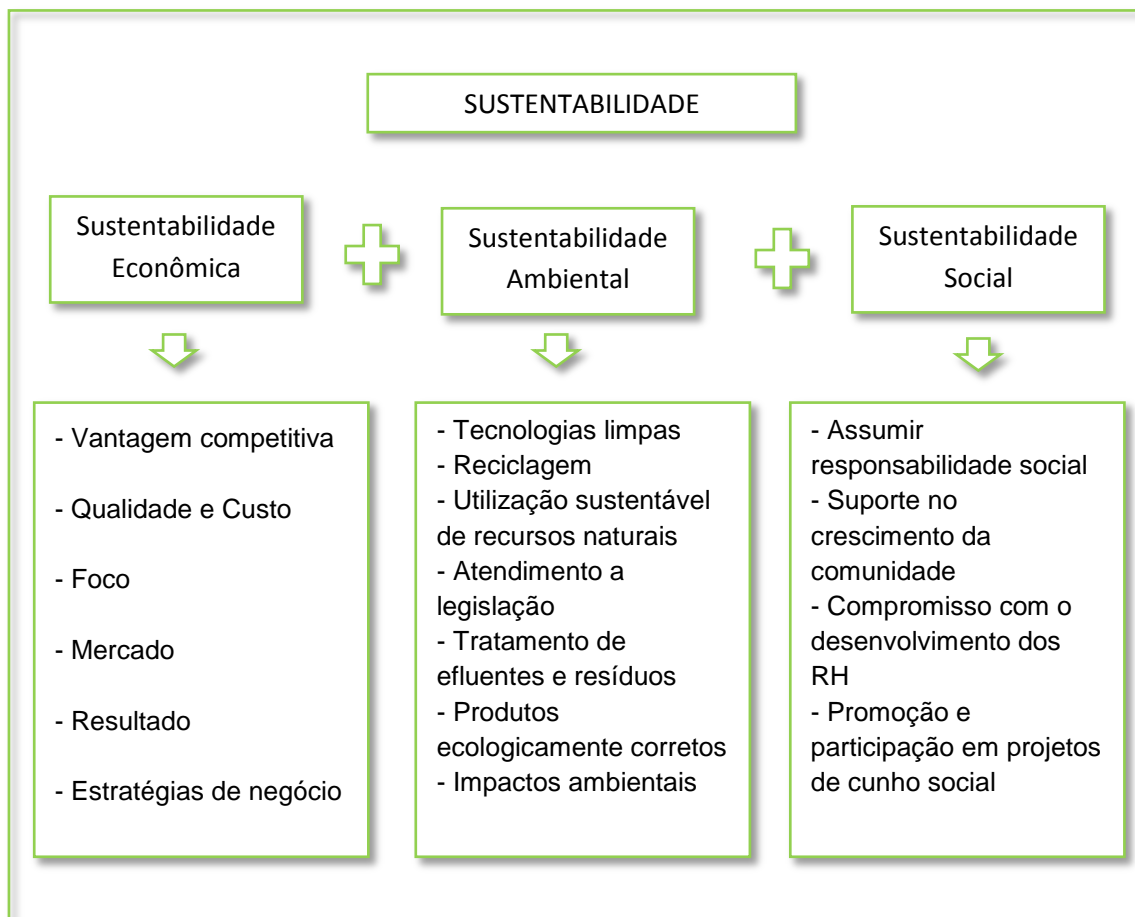 SUSTENTABILIDADE
Sustentabilidade
Econômica
Sustentabilidade
Ambiental
Sustentabilidade
Social
- Vantagem competitiva
- Qualidade e Custo
- Foco
- Mercado
- Resultado
- Estratégias de negócio
- Tecnologias limpas
- Reciclagem
- Utilização sustentável
de recursos naturais
- Atendimento a
legislação
- Tratamento de
efluentes e resíduos
- Produtos
ecologicamente corretos
- Impactos ambientais
- Assumir
responsabilidade social
- Suporte no
crescimento da
comunidade
- Compromisso com o
desenvolvimento dos
RH
- Promoção e
participação em projetos
de cunho social